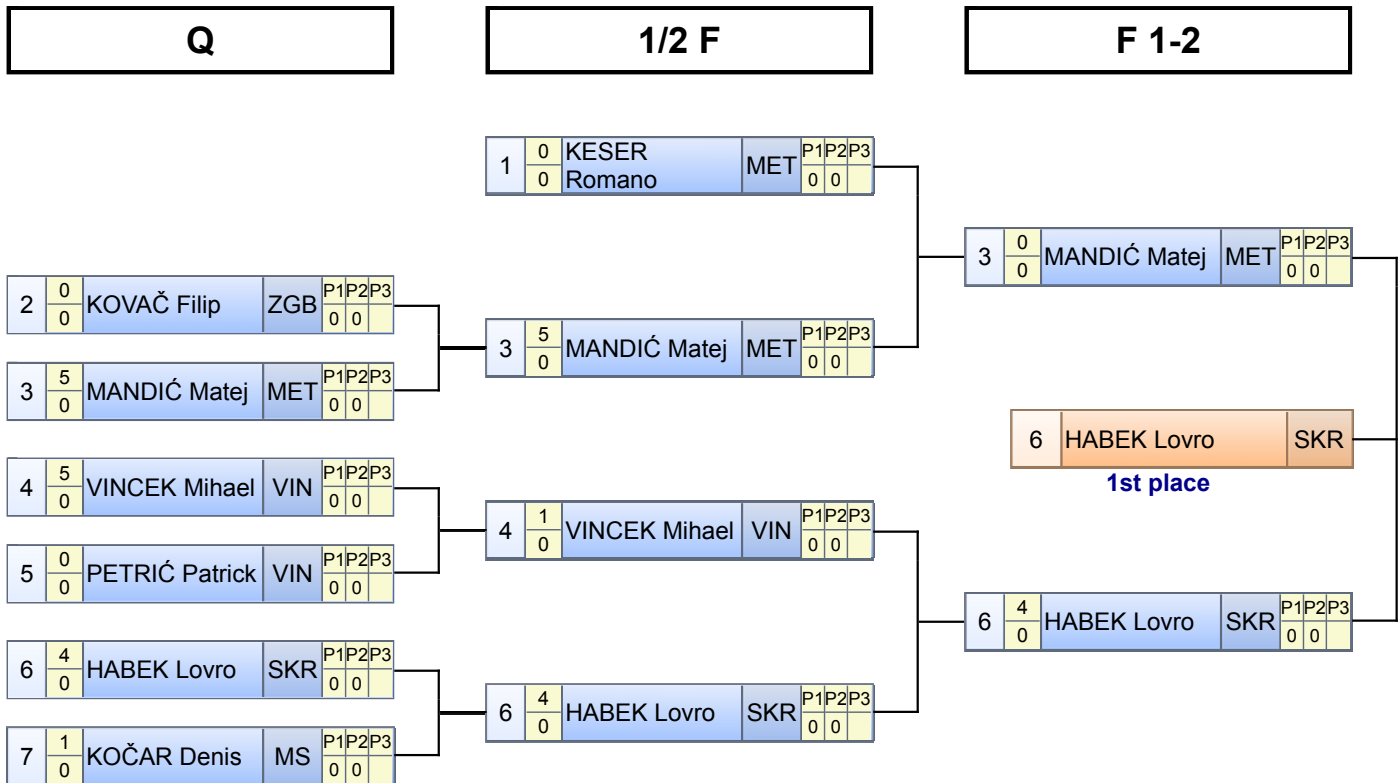 Q
1/2 F
F 1-2
1 0 KESER MET P1 P2 P3
0 Romano 0 0
3 0 MANDIĆ Matej MET P1 P2 P3
0 0 0
2 0 KOVAČ Filip ZGB P1 P2 P3
0 0 0
3 5 MANDIĆ Matej MET P1 P2 P3
0 0 0
3 5 MANDIĆ Matej MET P1 P2 P3
0 0 0
6 HABEK Lovro SKR
1st place
4 5 VINCEK Mihael VIN P1 P2 P3
0 0 0
4 1 VINCEK Mihael VIN P1 P2 P3
0 0 0
5 0 PETRIĆ Patrick VIN P1 P2 P3
0 0 0
6 4 HABEK Lovro SKR P1 P2 P3
0 0 0
6 4 HABEK Lovro SKR P1 P2 P3
0 0 0
6 4 HABEK Lovro SKR P1 P2 P3
0 0 0
7 1 KOČAR Denis MS P1 P2 P3
0 0 0